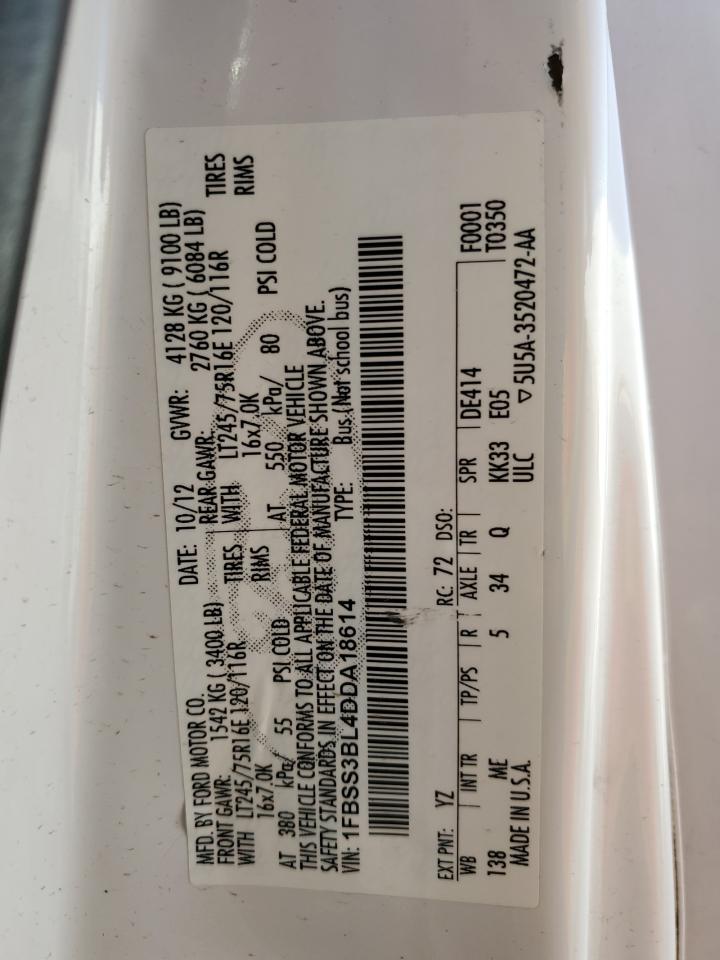 MFD. BY FORD MOTOR CO.
DATE: 10/12 GVWR: 4128 KG ( 9100 LB)
FRONT GAWR: 1542 KG ( 3400 LB) REAR GAWR: 2760 KG ( 6084 LB)
WITH LT245/75R16E 120/116R TIRES WITH LT245/75R16E 120/116R TIRES
16x7.0K RIMS 16x7.0K RIMS
AT 380 kPa/ 55 PSI COLD AT 550 kPa/ 80 PSI COLD
THIS VEHICLE CONFORMS TO ALL APPLICABLE FEDERAL MOTOR VEHICLE
SAFETY STANDARDS IN EFFECT ON THE DATE OF MANUFACTURE SHOWN ABOVE.
VIN: 1FBSS3BL4DDA18614 TYPE: Bus (Not school bus)
EXT PNT: YZ RC: 72 DSO:
WB INT TR TP/PS R AXLE TR SPR DE414 F0001
138 ME 5 34 Q KK33 E05 T0350
MADE IN U.S.A. ULC ▽ 5U5A-3520472-AA